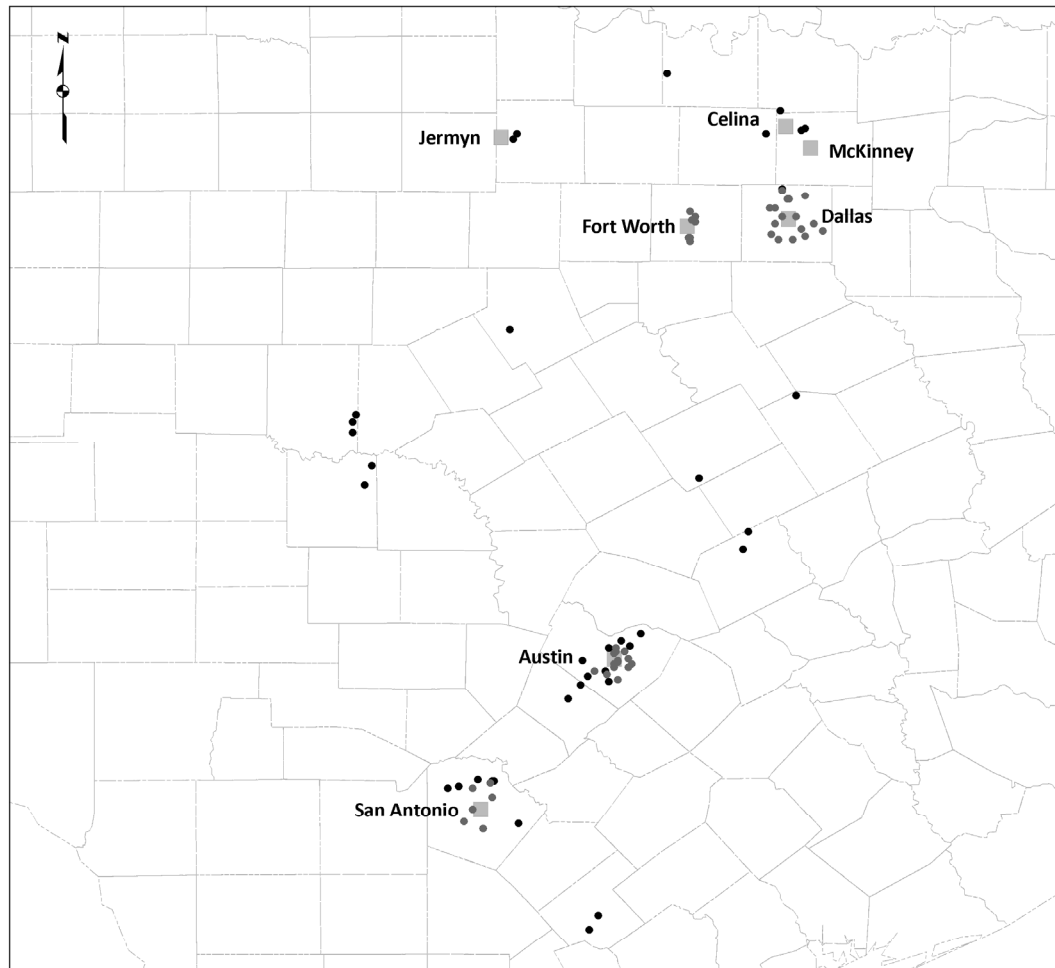 Z
Celina
Jermyn
McKinney
Dallas
Fort Worth
Austin
San Antonio